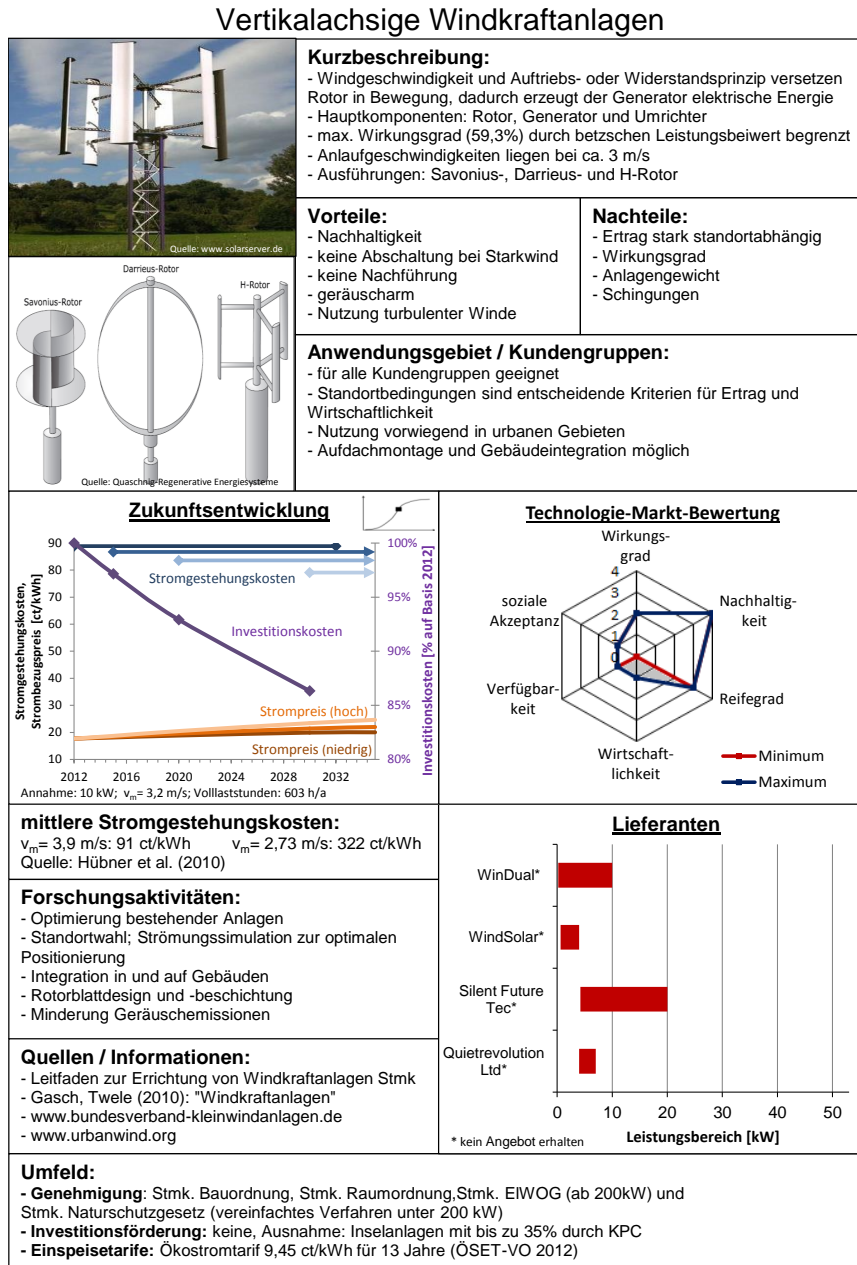 Vertikalachsige Windkraftanlagen
Quelle: www.solarserver.de
Kurzbeschreibung:
- Windgeschwindigkeit und Auftriebs- oder Widerstandsprinzip versetzen
Rotor in Bewegung, dadurch erzeugt der Generator elektrische Energie
- Hauptkomponenten: Rotor, Generator und Umrichter
- max. Wirkungsgrad (59,3%) durch betzschen Leistungsbeiwert begrenzt
- Anlaufgeschwindigkeiten liegen bei ca. 3 m/s
- Ausführungen: Savonius-, Darrieus- und H-Rotor
Vorteile:
- Nachhaltigkeit
- keine Abschaltung bei Starkwind
- keine Nachführung
- geräuscharm
- Nutzung turbulenter Winde
Nachteile:
- Ertrag stark standortabhängig
- Wirkungsgrad
- Anlagengewicht
- Schingungen
Darrieus-Rotor
H-Rotor
Savonius-Rotor
Quelle: Quaschnig-Regenerative Energiesysteme
Anwendungsgebiet / Kundengruppen:
- für alle Kundengruppen geeignet
- Standortbedingungen sind entscheidende Kriterien für Ertrag und
Wirtschaftlichkeit
- Nutzung vorwiegend in urbanen Gebieten
- Aufdachmontage und Gebäudeintegration möglich
Zukunftsentwicklung
Stromgestehungskosten,
Strombezugspreis [ct/kWh]
90
80
70
60
50
40
30
20
10
Stromgestehungskosten
Investitionskosten
Strompreis (hoch)
Strompreis (niedrig)
100%
95%
90%
85%
80%
Investitionskosten [% auf Basis 2012]
2012 2016 2020 2024 2028 2032
Annahme: 10 kW; vm= 3,2 m/s; Volllaststunden: 603 h/a
Technologie-Markt-Bewertung
Wirkungs-
grad
4
3
2
1
0
Nachhaltig-
keit
Reifegrad
Wirtschaft-
lichkeit
Verfügbar-
keit
soziale
Akzeptanz
Minimum
Maximum
mittlere Stromgestehungskosten:
vm= 3,9 m/s: 91 ct/kWh vm= 2,73 m/s: 322 ct/kWh
Quelle: Hübner et al. (2010)
Forschungsaktivitäten:
- Optimierung bestehender Anlagen
- Standortwahl; Strömungssimulation zur optimalen
Positionierung
- Integration in und auf Gebäuden
- Rotorblattdesign und -beschichtung
- Minderung Geräuschemissionen
Quellen / Informationen:
- Leitfaden zur Errichtung von Windkraftanlagen Stmk
- Gasch, Twele (2010): "Windkraftanlagen"
- www.bundesverband-kleinwindanlagen.de
- www.urbanwind.org
Lieferanten
WinDual*
WindSolar*
Silent Future
Tec*
Quietrevolution
Ltd*
0 10 20 30 40 50
* kein Angebot erhalten
Leistungsbereich [kW]
Umfeld:
- Genehmigung: Stmk. Bauordnung, Stmk. Raumordnung,Stmk. ElWOG (ab 200kW) und
Stmk. Naturschutzgesetz (vereinfachtes Verfahren unter 200 kW)
- Investitionsförderung: keine, Ausnahme: Inselanlagen mit bis zu 35% durch KPC
- Einspeisetarife: Ökostromtarif 9,45 ct/kWh für 13 Jahre (ÖSET-VO 2012)